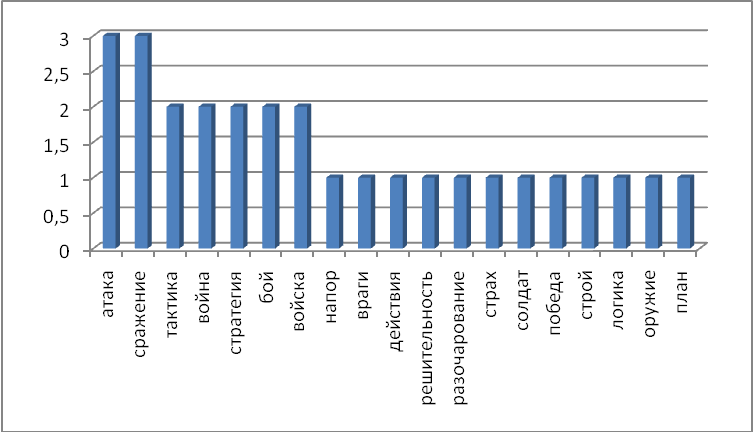 3
2,5
2
1,5
1
0,5
0
атака
сражение
тактика
война
стратегия
бой
войска
напор
враги
действия
решительность
разочарование
страх
солдат
победа
строй
логика
оружие
план